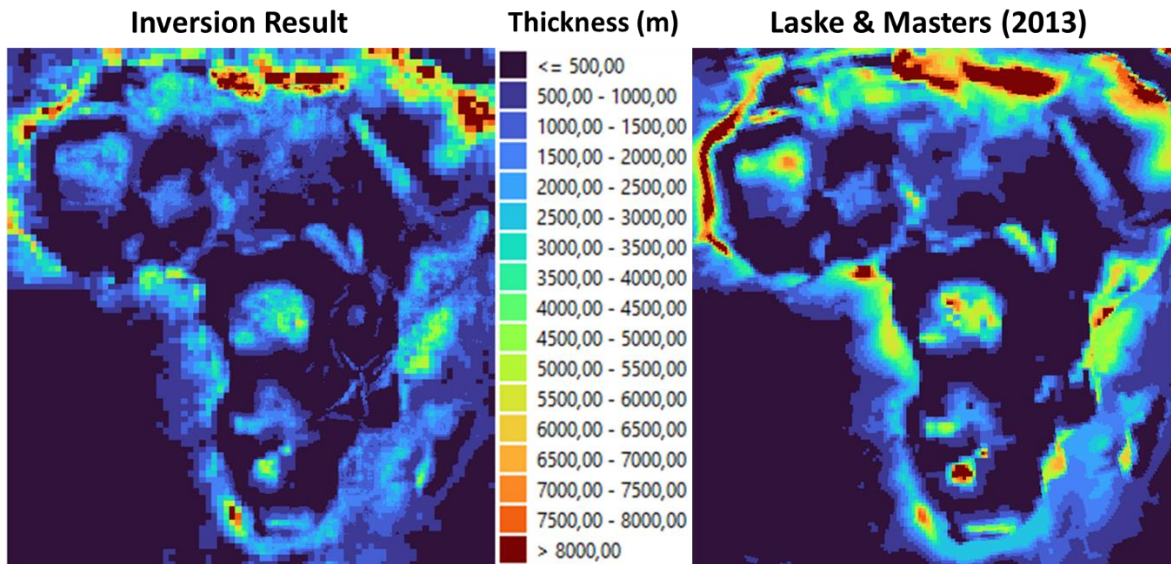 Inversion Result
Thickness (m)
Laske & Masters (2013)
<= 500,00
500,00 - 1000,00
1000,00 - 1500,00
1500,00 - 2000,00
2000,00 - 2500,00
2500,00 - 3000,00
3000,00 - 3500,00
3500,00 - 4000,00
4000,00 - 4500,00
4500,00 - 5000,00
5000,00 - 5500,00
5500,00 - 6000,00
6000,00 - 6500,00
6500,00 - 7000,00
7000,00 - 7500,00
7500,00 - 8000,00
> 8000,00